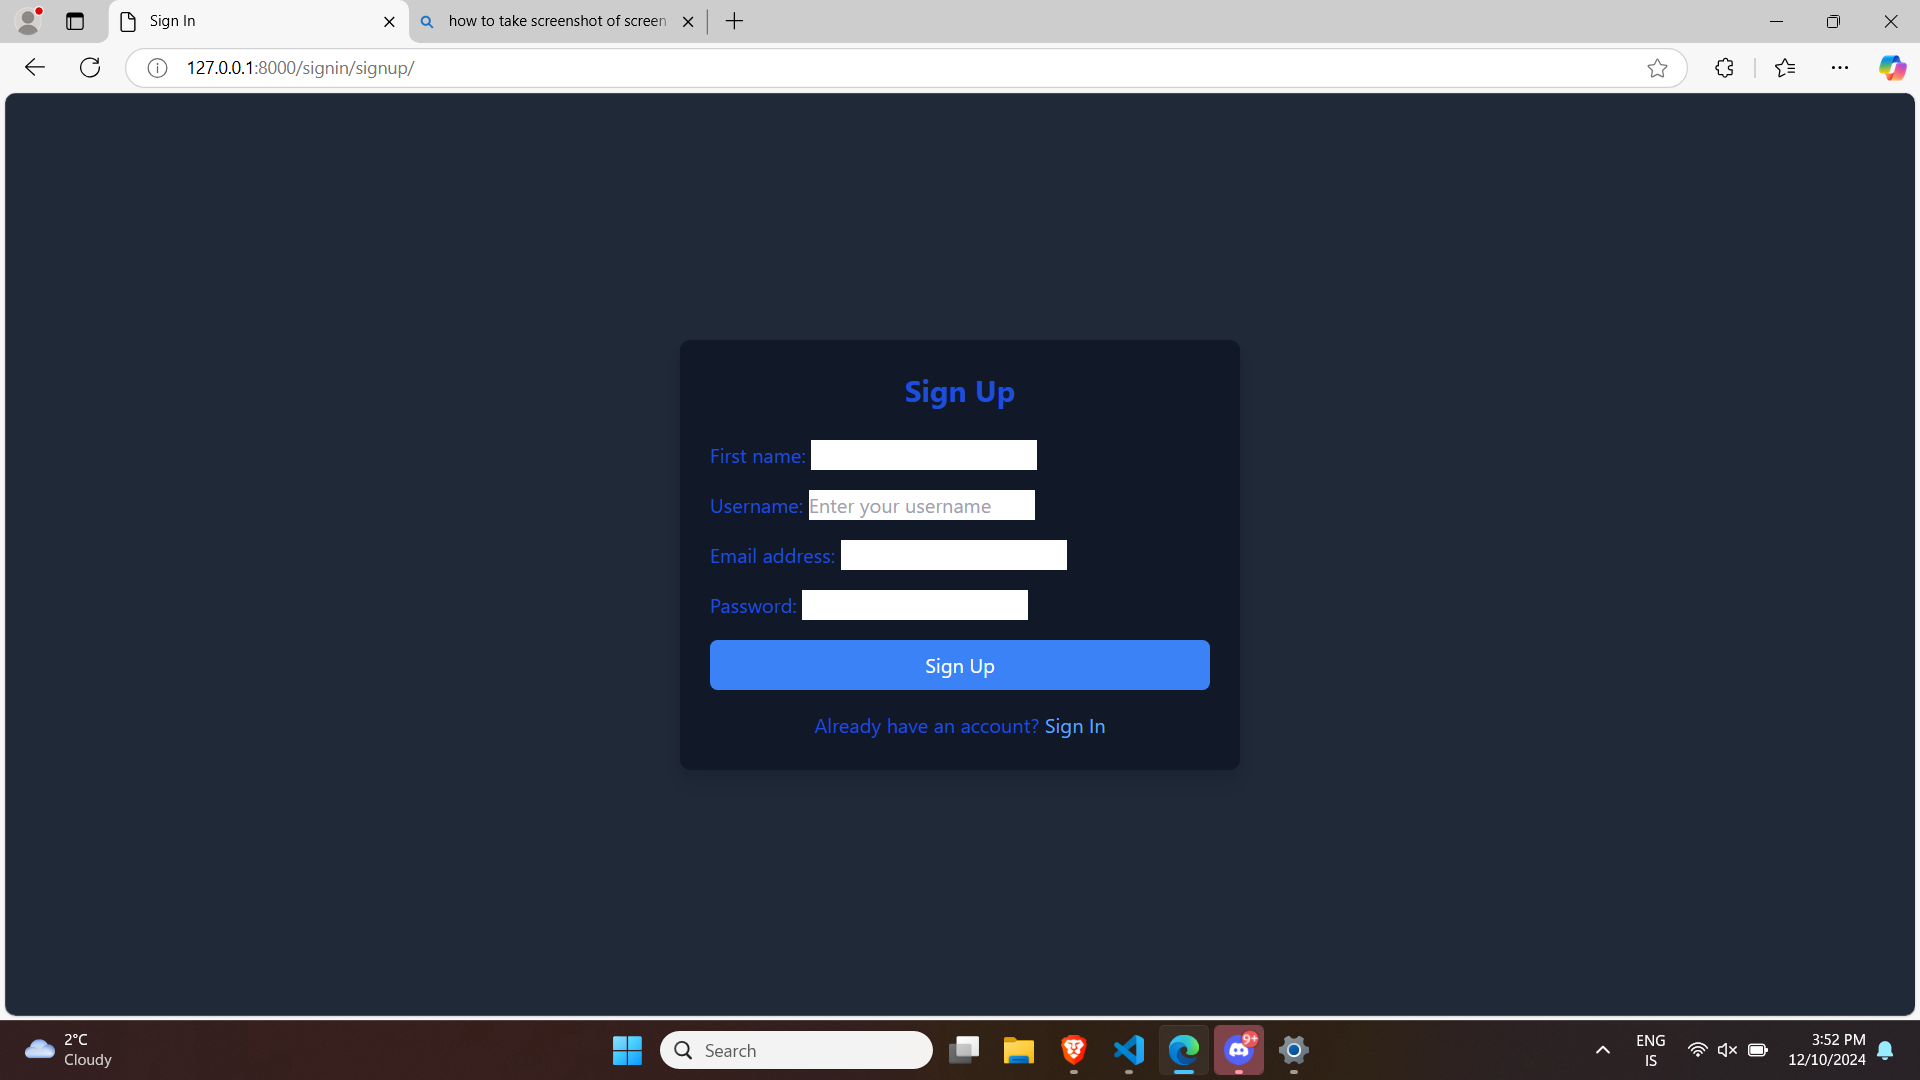 Sign In
how to take screenshot of screen
127.0.0.1:8000/signin/signup/
Sign Up
First name:
Username: Enter your username
Email address:
Password:
Sign Up
Already have an account? Sign In
2°C
Cloudy
Search
9+
ENG
IS
3:52 PM
12/10/2024